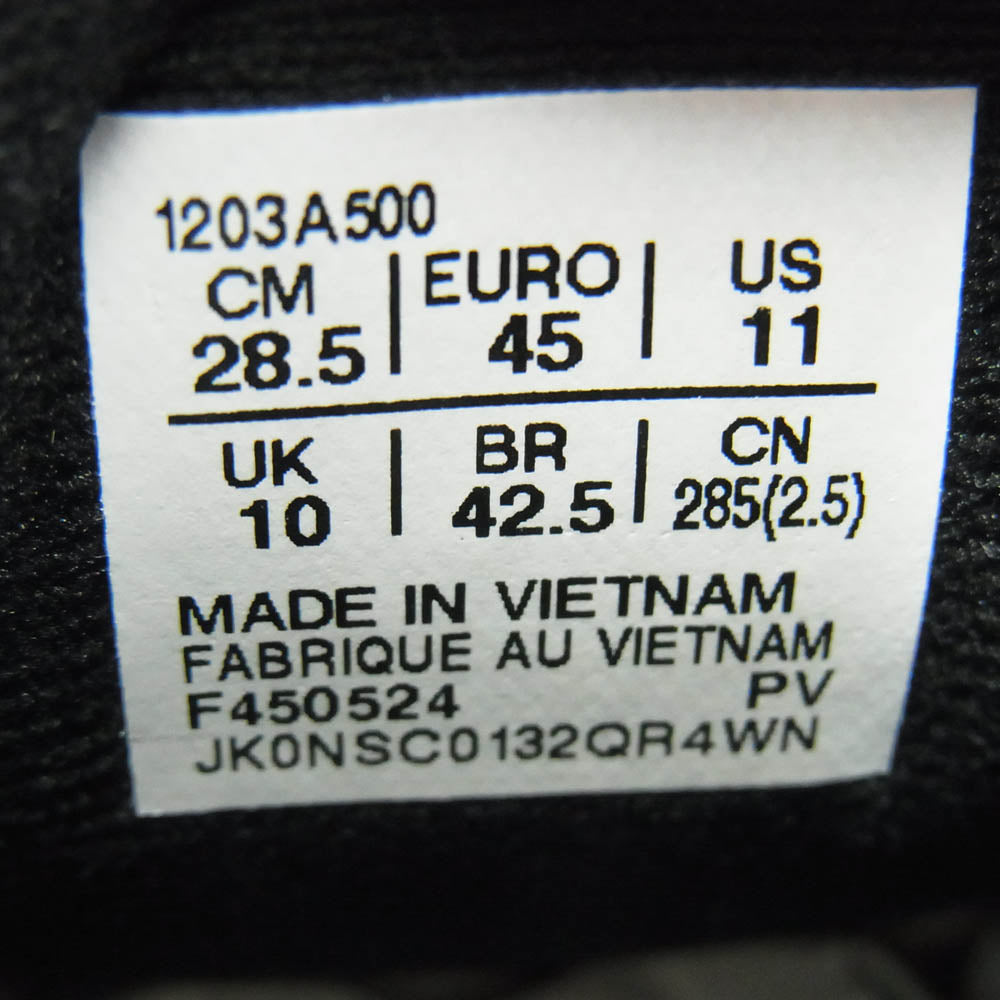 1203A500
CM | EURO | US
28.5 | 45 | 11
UK | BR | CN
10 | 42.5 | 285(2.5)
MADE IN VIETNAM
FABRIQUE AU VIETNAM
F450524 PV
JK0NSC0132QR4WN